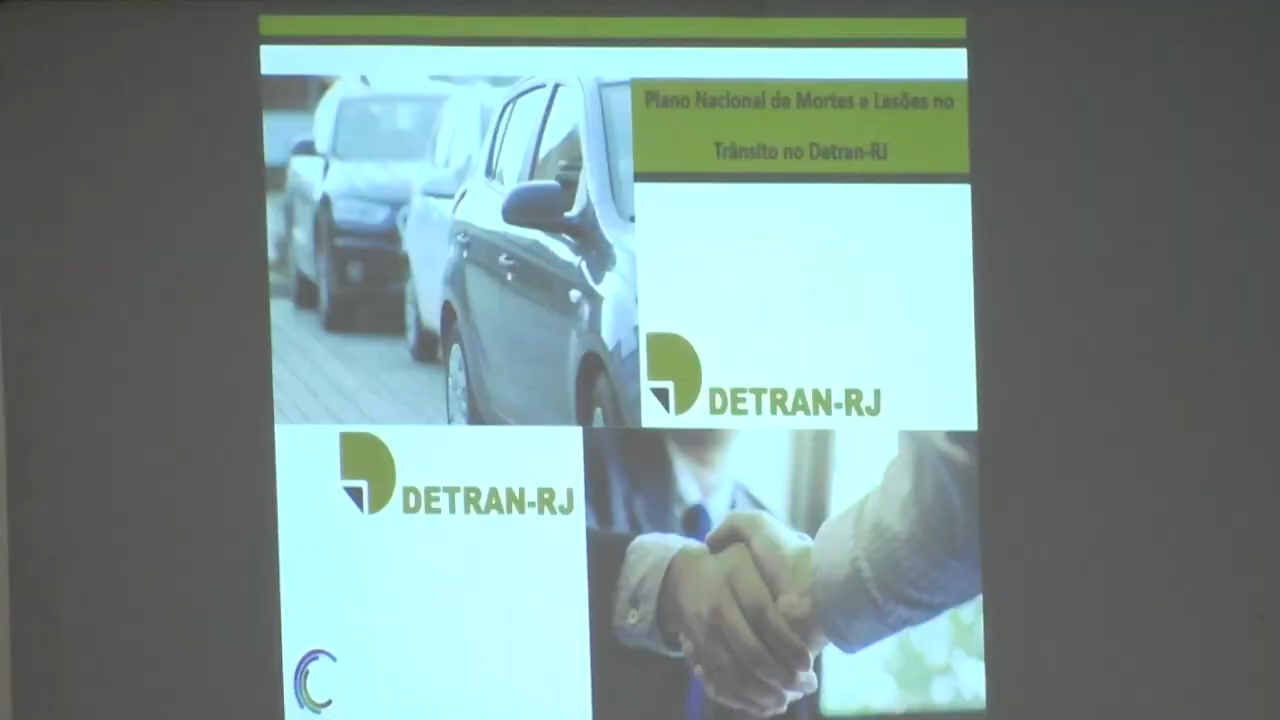 Plano Nacional de Mortes e Lesões no
Trânsito no Detran-RJ
DETRAN-RJ
DETRAN-RJ